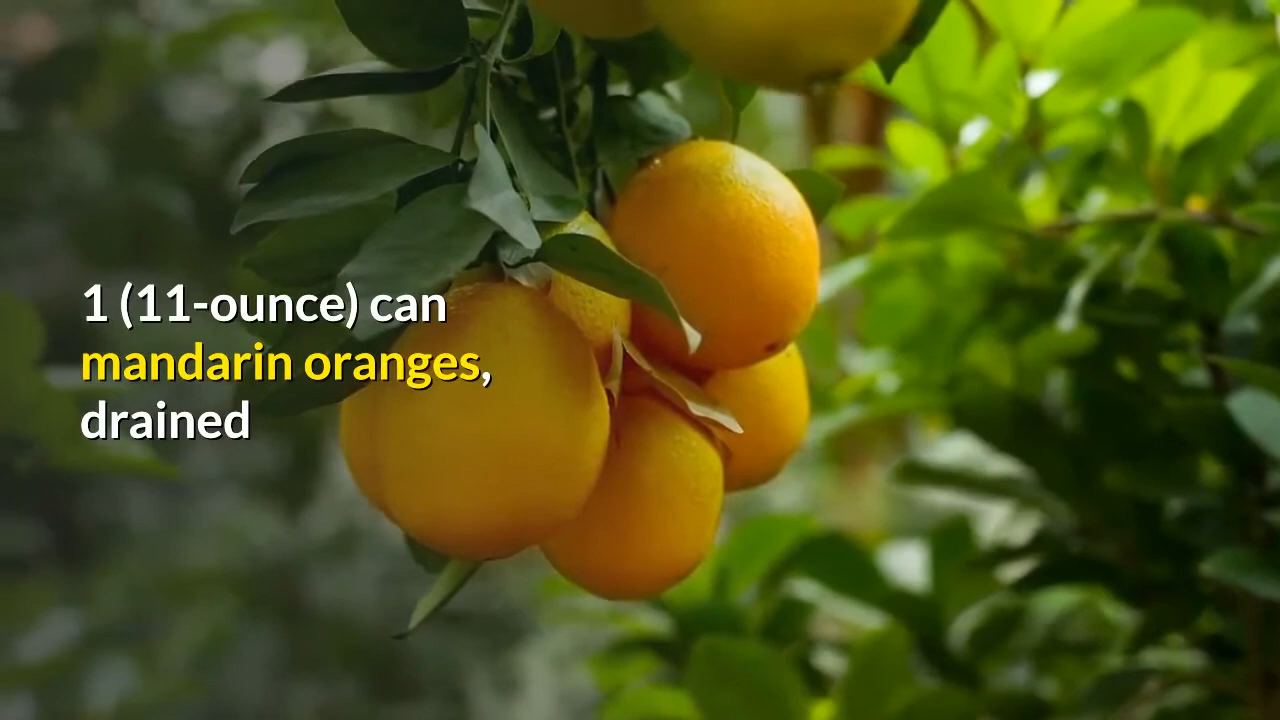 1 (11-ounce) can
mandarin oranges,
drained